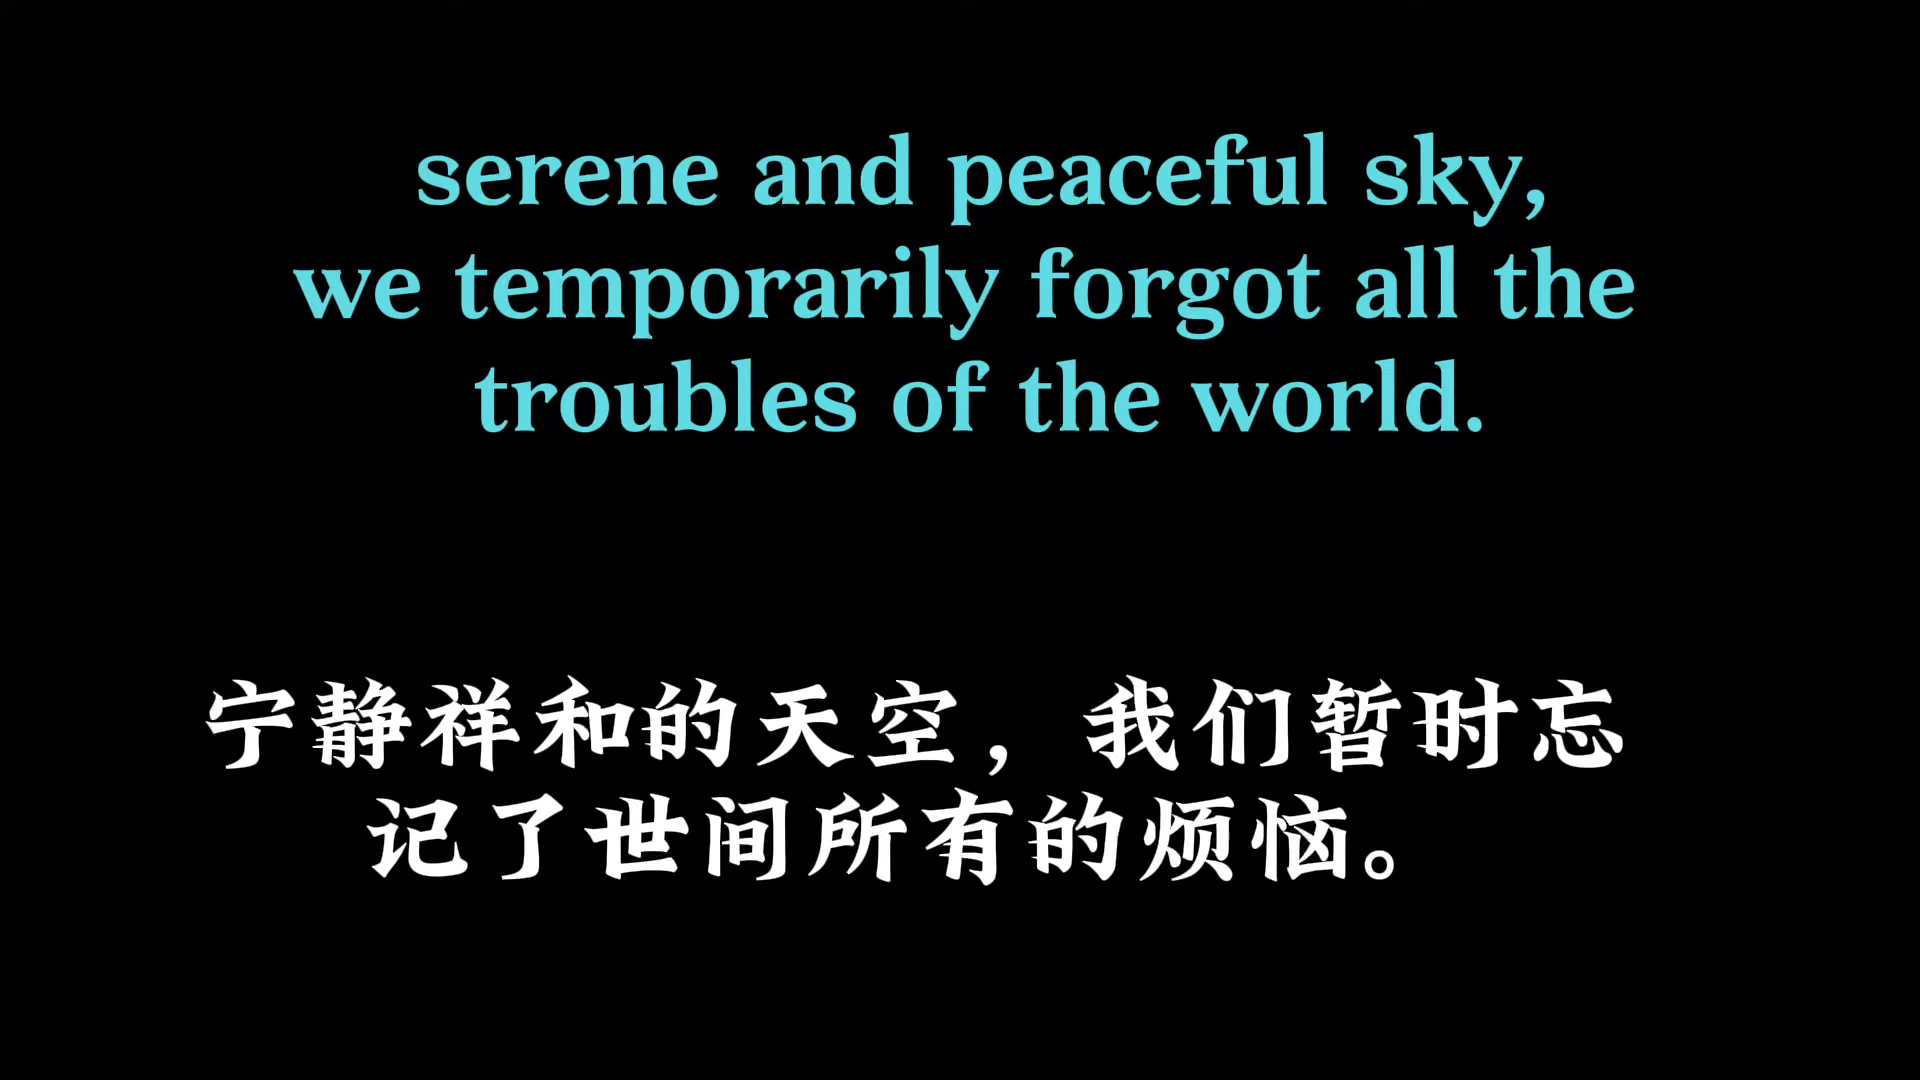 serene and peaceful sky,
we temporarily forgot all the
troubles of the world.
宁静祥和的天空，我们暂时忘
记了世间所有的烦恼。